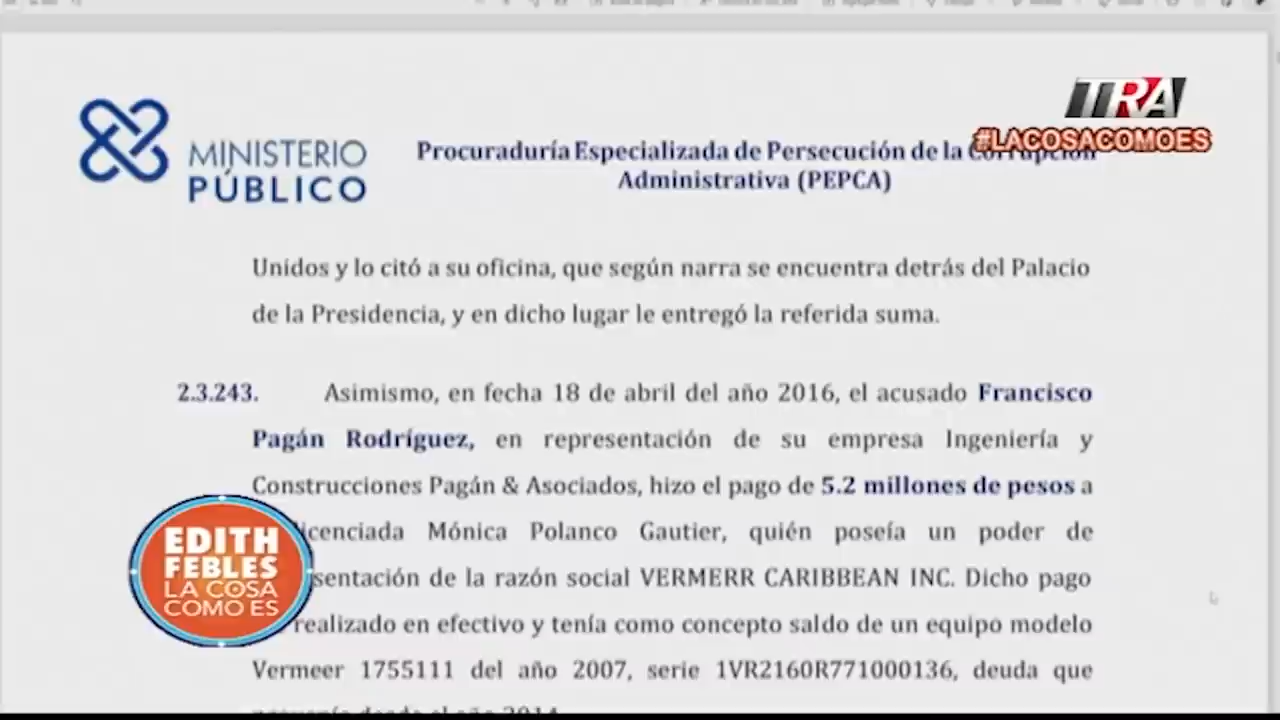 TRA
#LACOSACOMOES
MINISTERIO
PÚBLICO
Procuraduría Especializada de Persecución de la Corrupción
Administrativa (PEPCA)
Unidos y lo citó a su oficina, que según narra se encuentra detrás del Palacio
de la Presidencia, y en dicho lugar le entregó la referida suma.
2.3.243. Asimismo, en fecha 18 de abril del año 2016, el acusado Francisco
Pagán Rodríguez, en representación de su empresa Ingeniería y
Construcciones Pagán & Asociados, hizo el pago de 5.2 millones de pesos a
icenciada Mónica Polanco Gautier, quién poseía un poder de
sentación de la razón social VERMERR CARIBBEAN INC. Dicho pago
realizado en efectivo y tenía como concepto saldo de un equipo modelo
Vermeer 1755111 del año 2007, serie 1VR2160R771000136, deuda que
EDITH
FEBLES
LA COSA
COMO ES